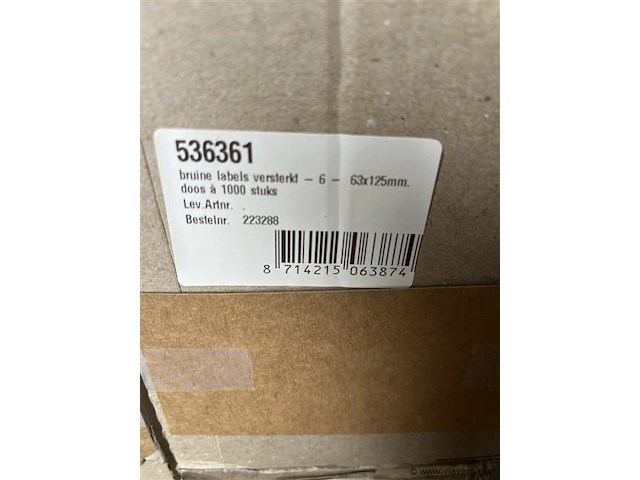 536361
bruine labels versterkt – 6 – 63x125mm.
doos à 1000 stuks
Lev.Artnr. .
Bestelnr. 223288
8 714215 063874